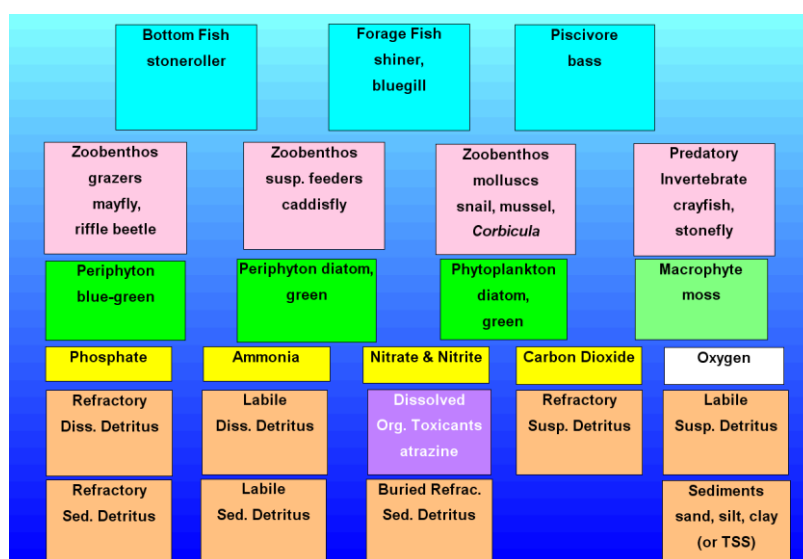 Bottom Fish
stoneroller
Forage Fish
shiner,
bluegill
Piscivore
bass
Zoobenthos
grazers
mayfly,
riffle beetle
Zoobenthos
susp. feeders
caddisfly
Zoobenthos
molluscs
snail, mussel,
Corbicula
Predatory
Invertebrate
crayfish,
stonefly
Periphyton
blue-green
Periphyton diatom,
green
Phytoplankton
diatom,
green
Macrophyte
moss
Phosphate
Ammonia
Nitrate & Nitrite
Carbon Dioxide
Oxygen
Refractory
Diss. Detritus
Labile
Diss. Detritus
Dissolved
Org. Toxicants
atrazine
Refractory
Susp. Detritus
Labile
Susp. Detritus
Refractory
Sed. Detritus
Labile
Sed. Detritus
Buried Refrac.
Sed. Detritus
Sediments
sand, silt, clay
(or TSS)